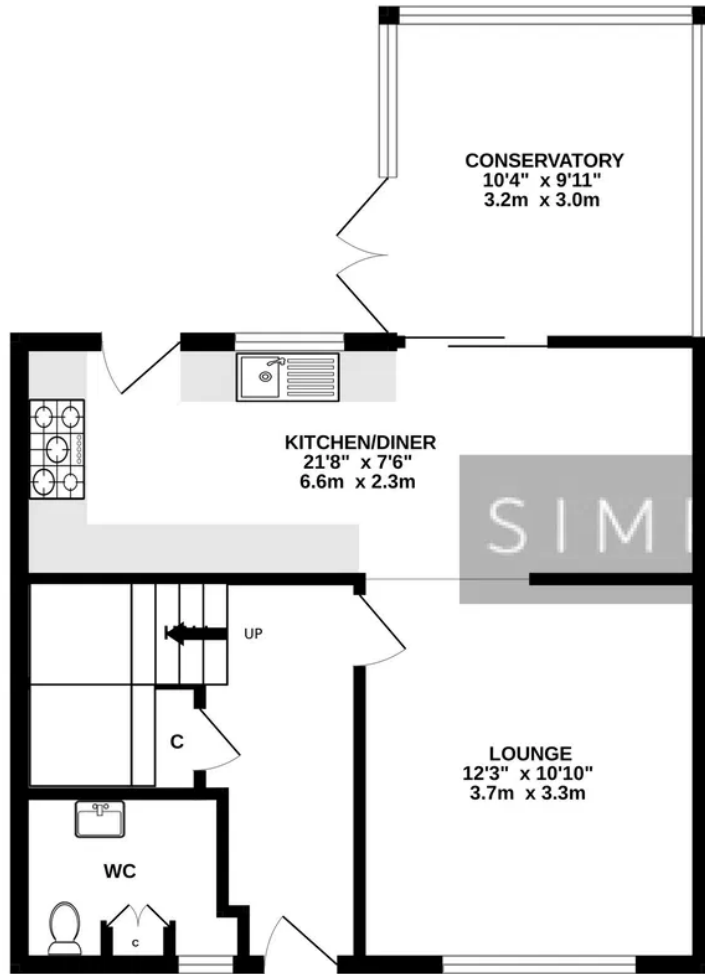 CONSERVATORY
10'4" x 9'11"
3.2m x 3.0m
KITCHEN/DINER
21'8" x 7'6"
6.6m x 2.3m
SIM
UP
C
LOUNGE
12'3" x 10'10"
3.7m x 3.3m
WC
C